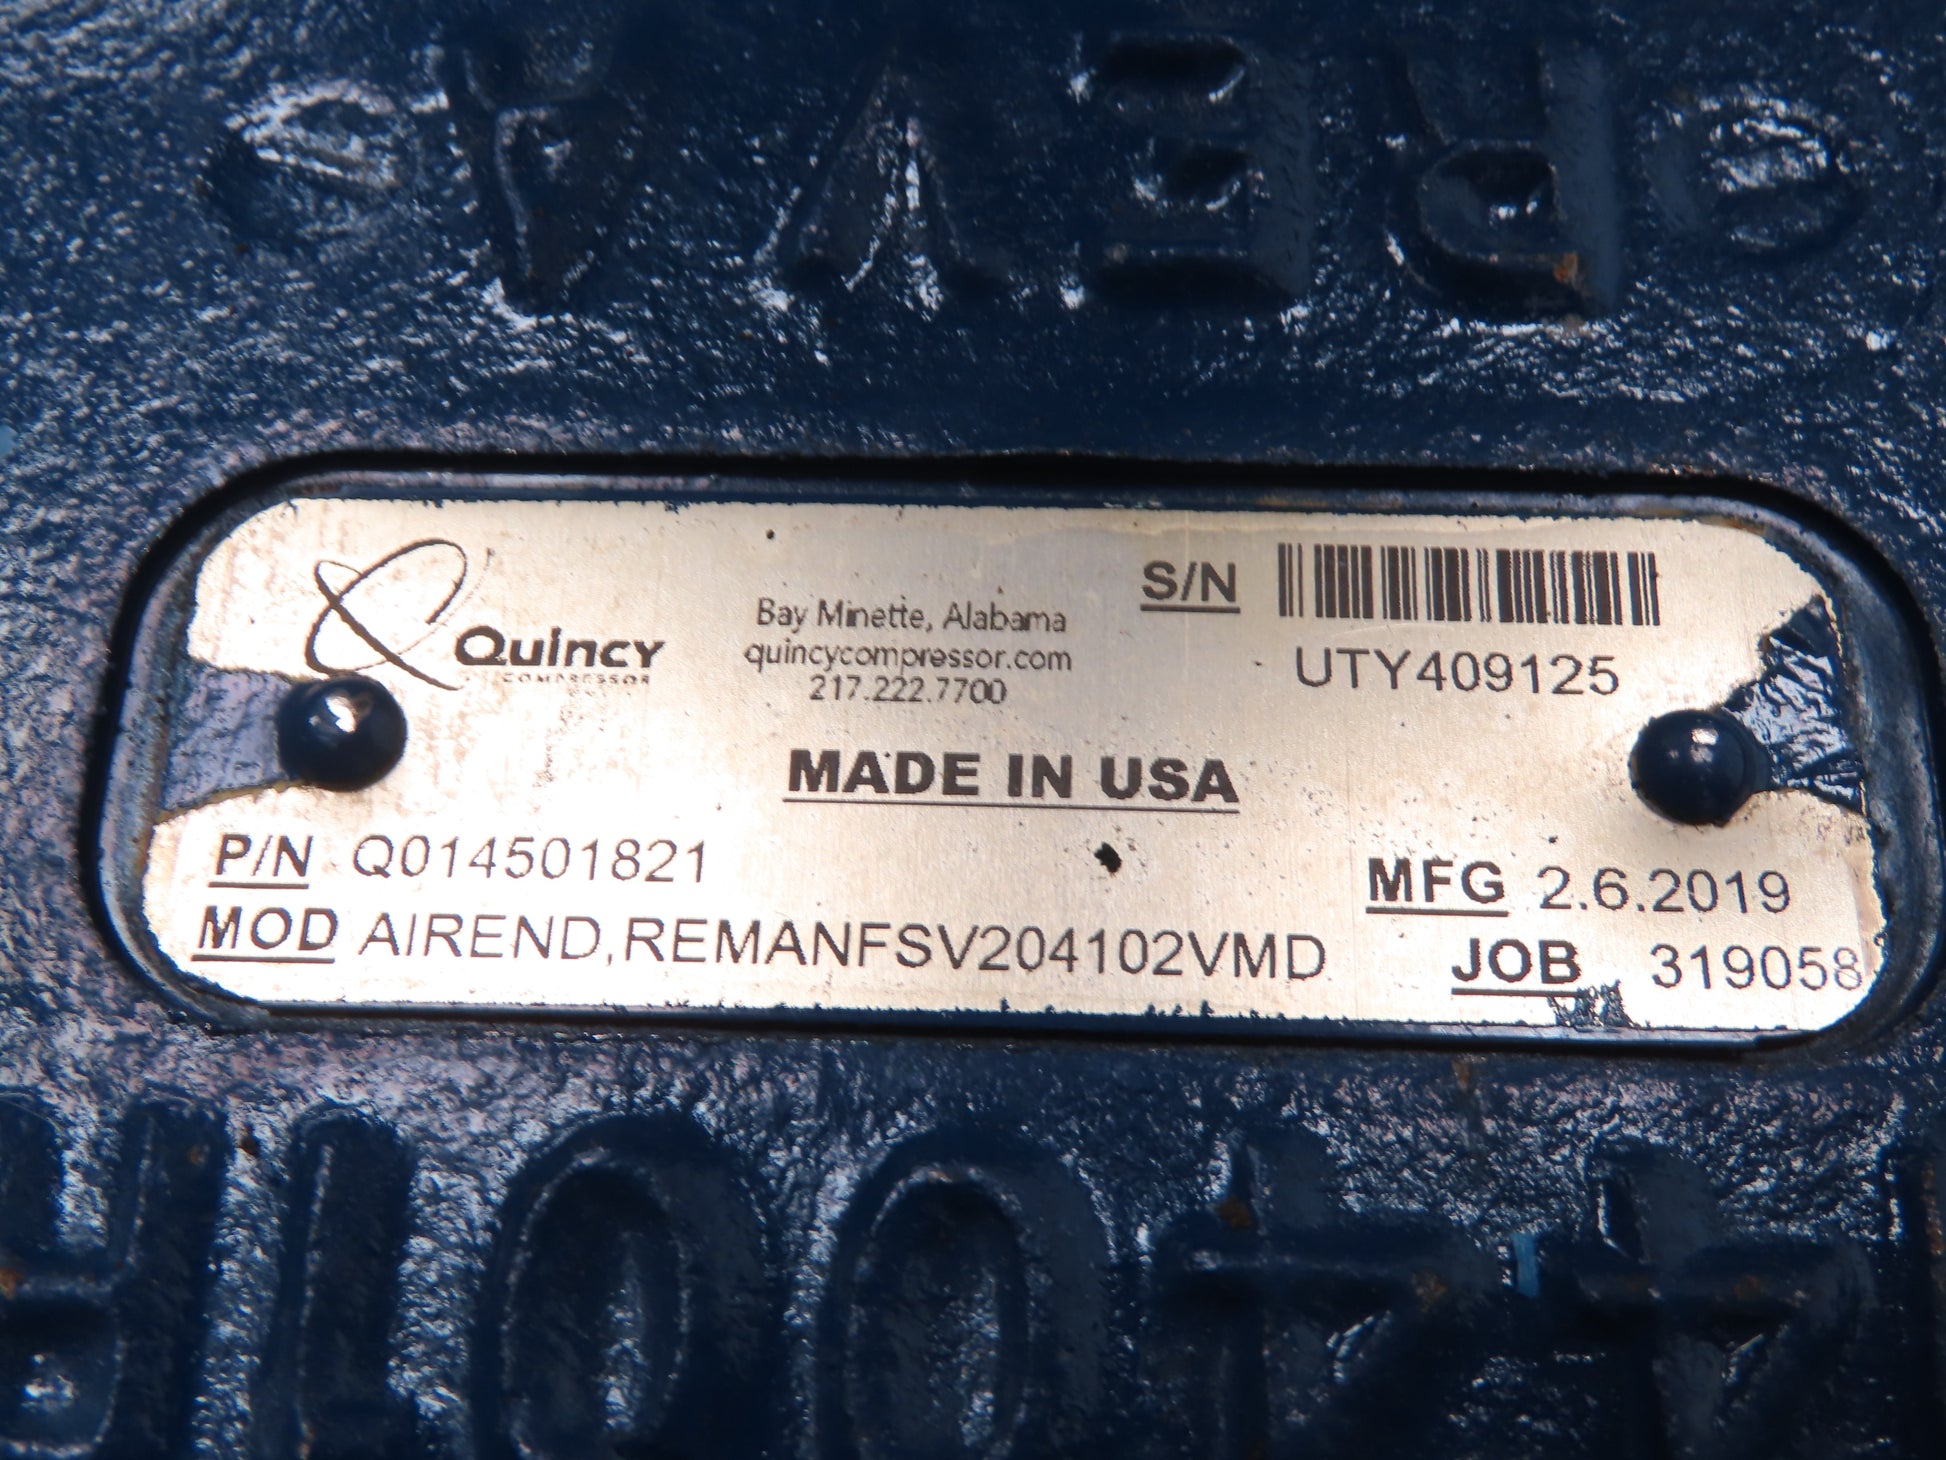 REV A
Quincy
COMPRESSOR
Bay Minette, Alabama
quincycompressor.com
217.222.7700
S/N
UTY409125
MADE IN USA
P/N Q014501821
MOD AIREND,REMANFSV204102VMD
MFG 2.6.2019
JOB 319058